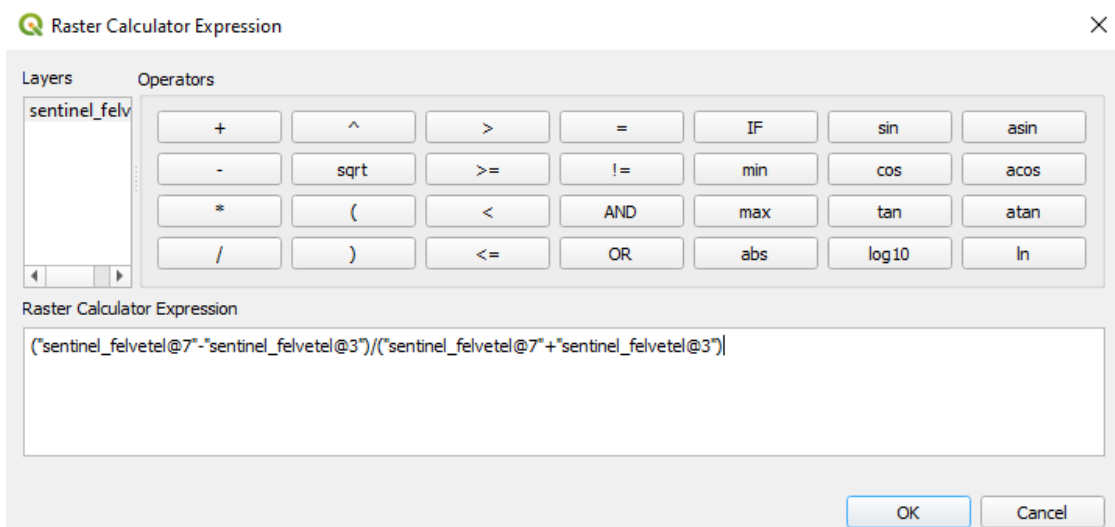 Raster Calculator Expression
Layers
Operators
sentinel_felv
+ ^ > = IF sin asin
- sqrt >= != min cos acos
* ( < AND max tan atan
/ ) <= OR abs log10 ln
Raster Calculator Expression
("sentinel_felvetel@7"-"sentinel_felvetel@3")/("sentinel_felvetel@7"+"sentinel_felvetel@3")
OK Cancel